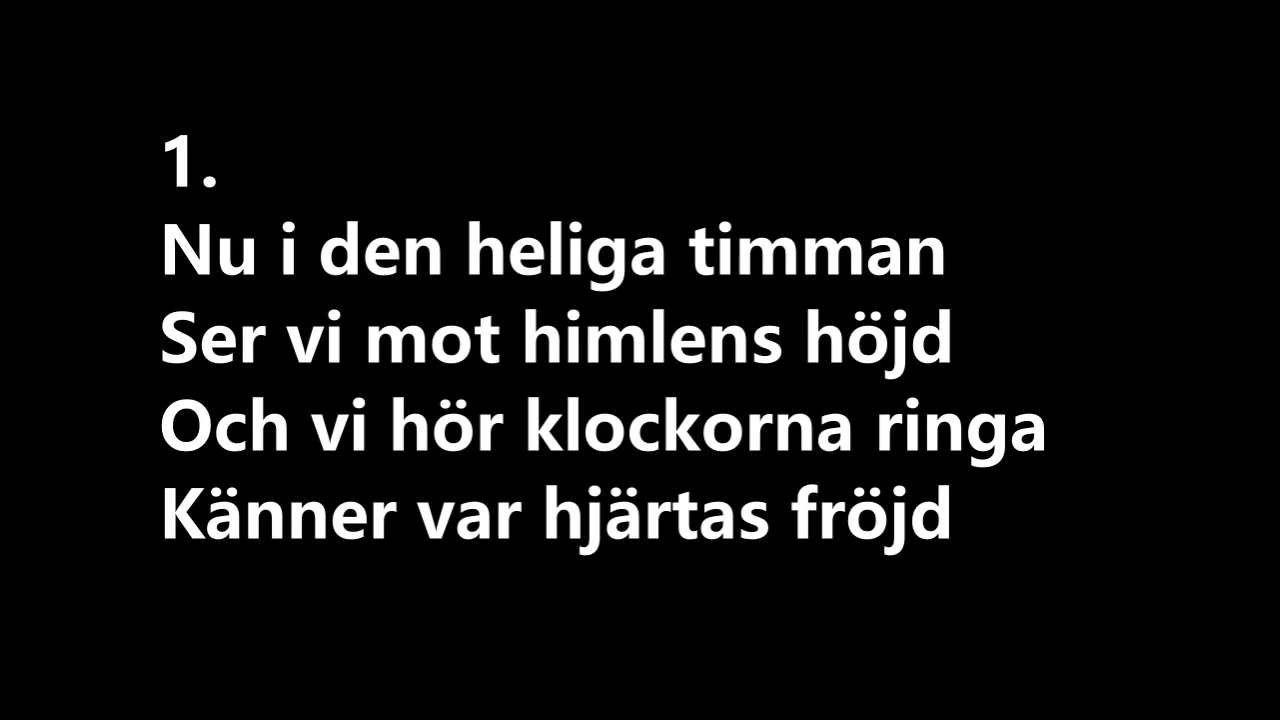 1.
Nu i den heliga timman
Ser vi mot himlens höjd
Och vi hör klockorna ringa
Känner var hjärtas fröjd